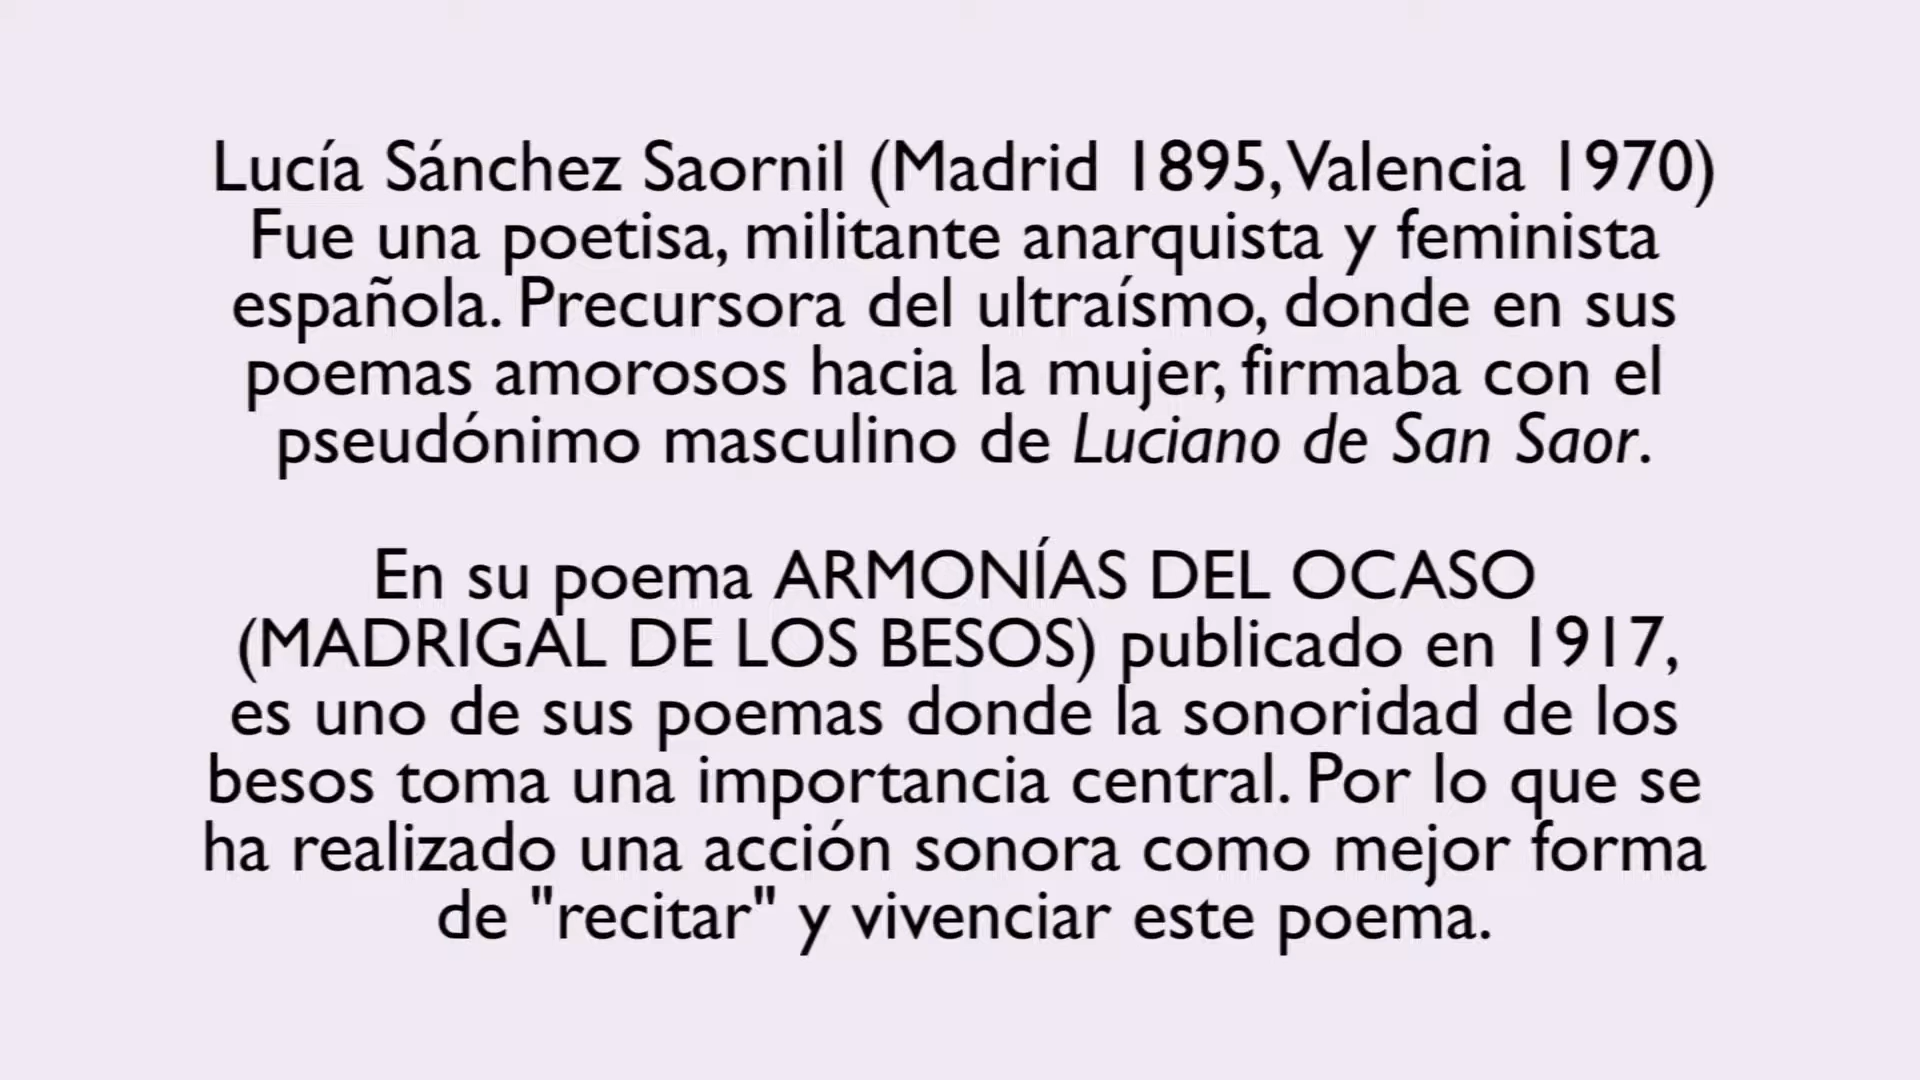 Lucía Sánchez Saornil (Madrid 1895, Valencia 1970)
Fue una poetisa, militante anarquista y feminista
española. Precursora del ultraísmo, donde en sus
poemas amorosos hacia la mujer, firmaba con el
pseudónimo masculino de Luciano de San Saor.
En su poema ARMONÍAS DEL OCASO
(MADRIGAL DE LOS BESOS) publicado en 1917,
es uno de sus poemas donde la sonoridad de los
besos toma una importancia central. Por lo que se
ha realizado una acción sonora como mejor forma
de "recitar" y vivenciar este poema.